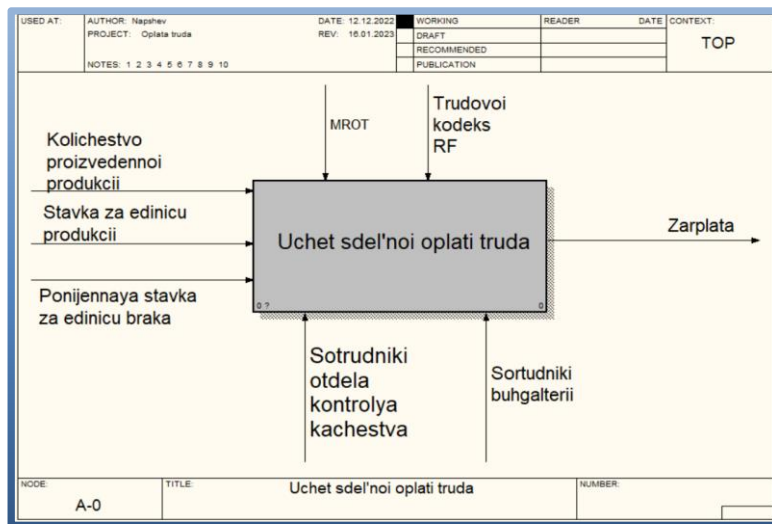 USED AT:
AUTHOR: Napshev
DATE: 12.12.2022
WORKING
READER
DATE
CONTEXT:
PROJECT: Oplata truda
REV: 16.01.2023
DRAFT
TOP
RECOMMENDED
NOTES: 1 2 3 4 5 6 7 8 9 10
PUBLICATION
MROT
Trudovoi
kodeks
RF
Kolichestvo
proizvedennoi
produkcii
Stavka za edinicu
produkcii
Ponijennaya stavka
za edinicu braka
Uchet sdel'noi oplati truda
0 ?
0
Zarplata
Sotrudniki
otdela
kontrolya
kachestva
Sortudniki
buhgalterii
NODE:
A-0
TITLE:
Uchet sdel'noi oplati truda
NUMBER: